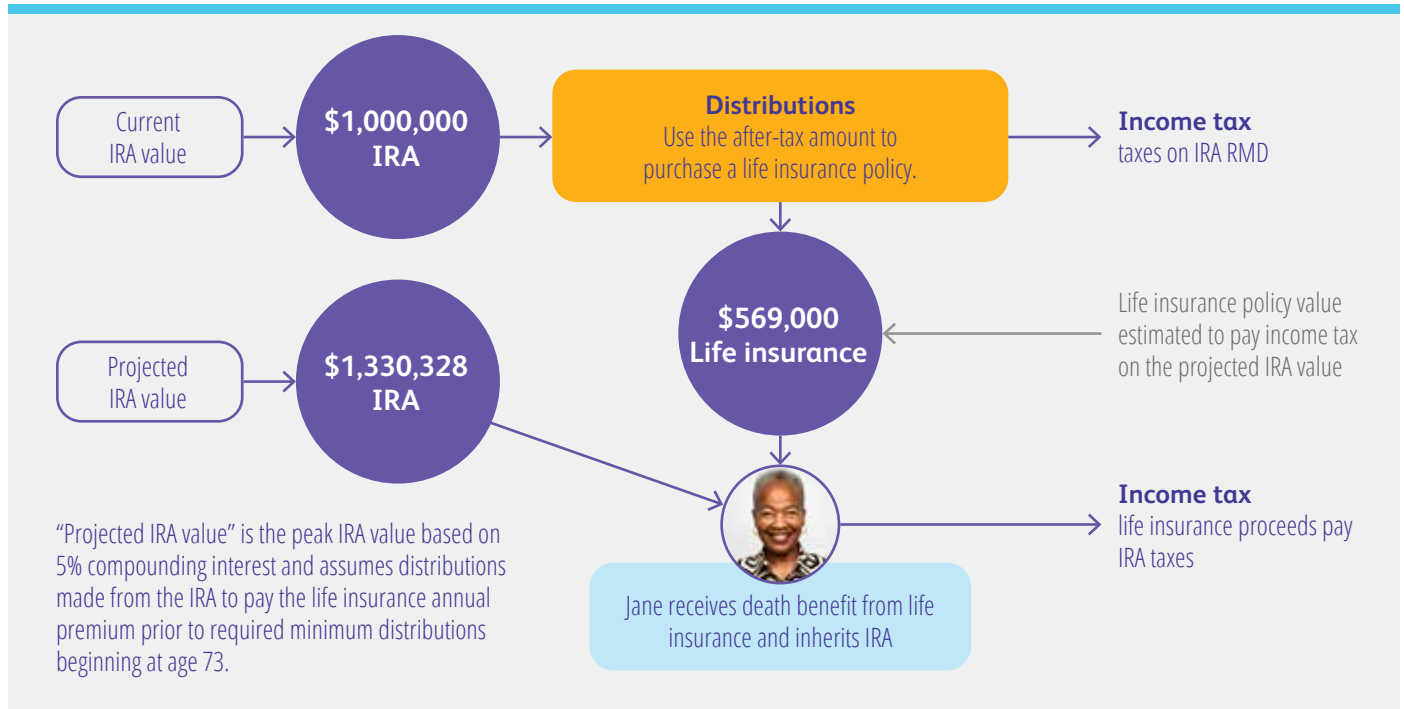 Current
IRA value
$1,000,000
IRA
Distributions
Use the after-tax amount to
purchase a life insurance policy.
Income tax
taxes on IRA RMD
Projected
IRA value
$1,330,328
IRA
$569,000
Life insurance
Life insurance policy value
estimated to pay income tax
on the projected IRA value
“Projected IRA value” is the peak IRA value based on
5% compounding interest and assumes distributions
made from the IRA to pay the life insurance annual
premium prior to required minimum distributions
beginning at age 73.
Jane receives death benefit from life
insurance and inherits IRA
Income tax
life insurance proceeds pay
IRA taxes